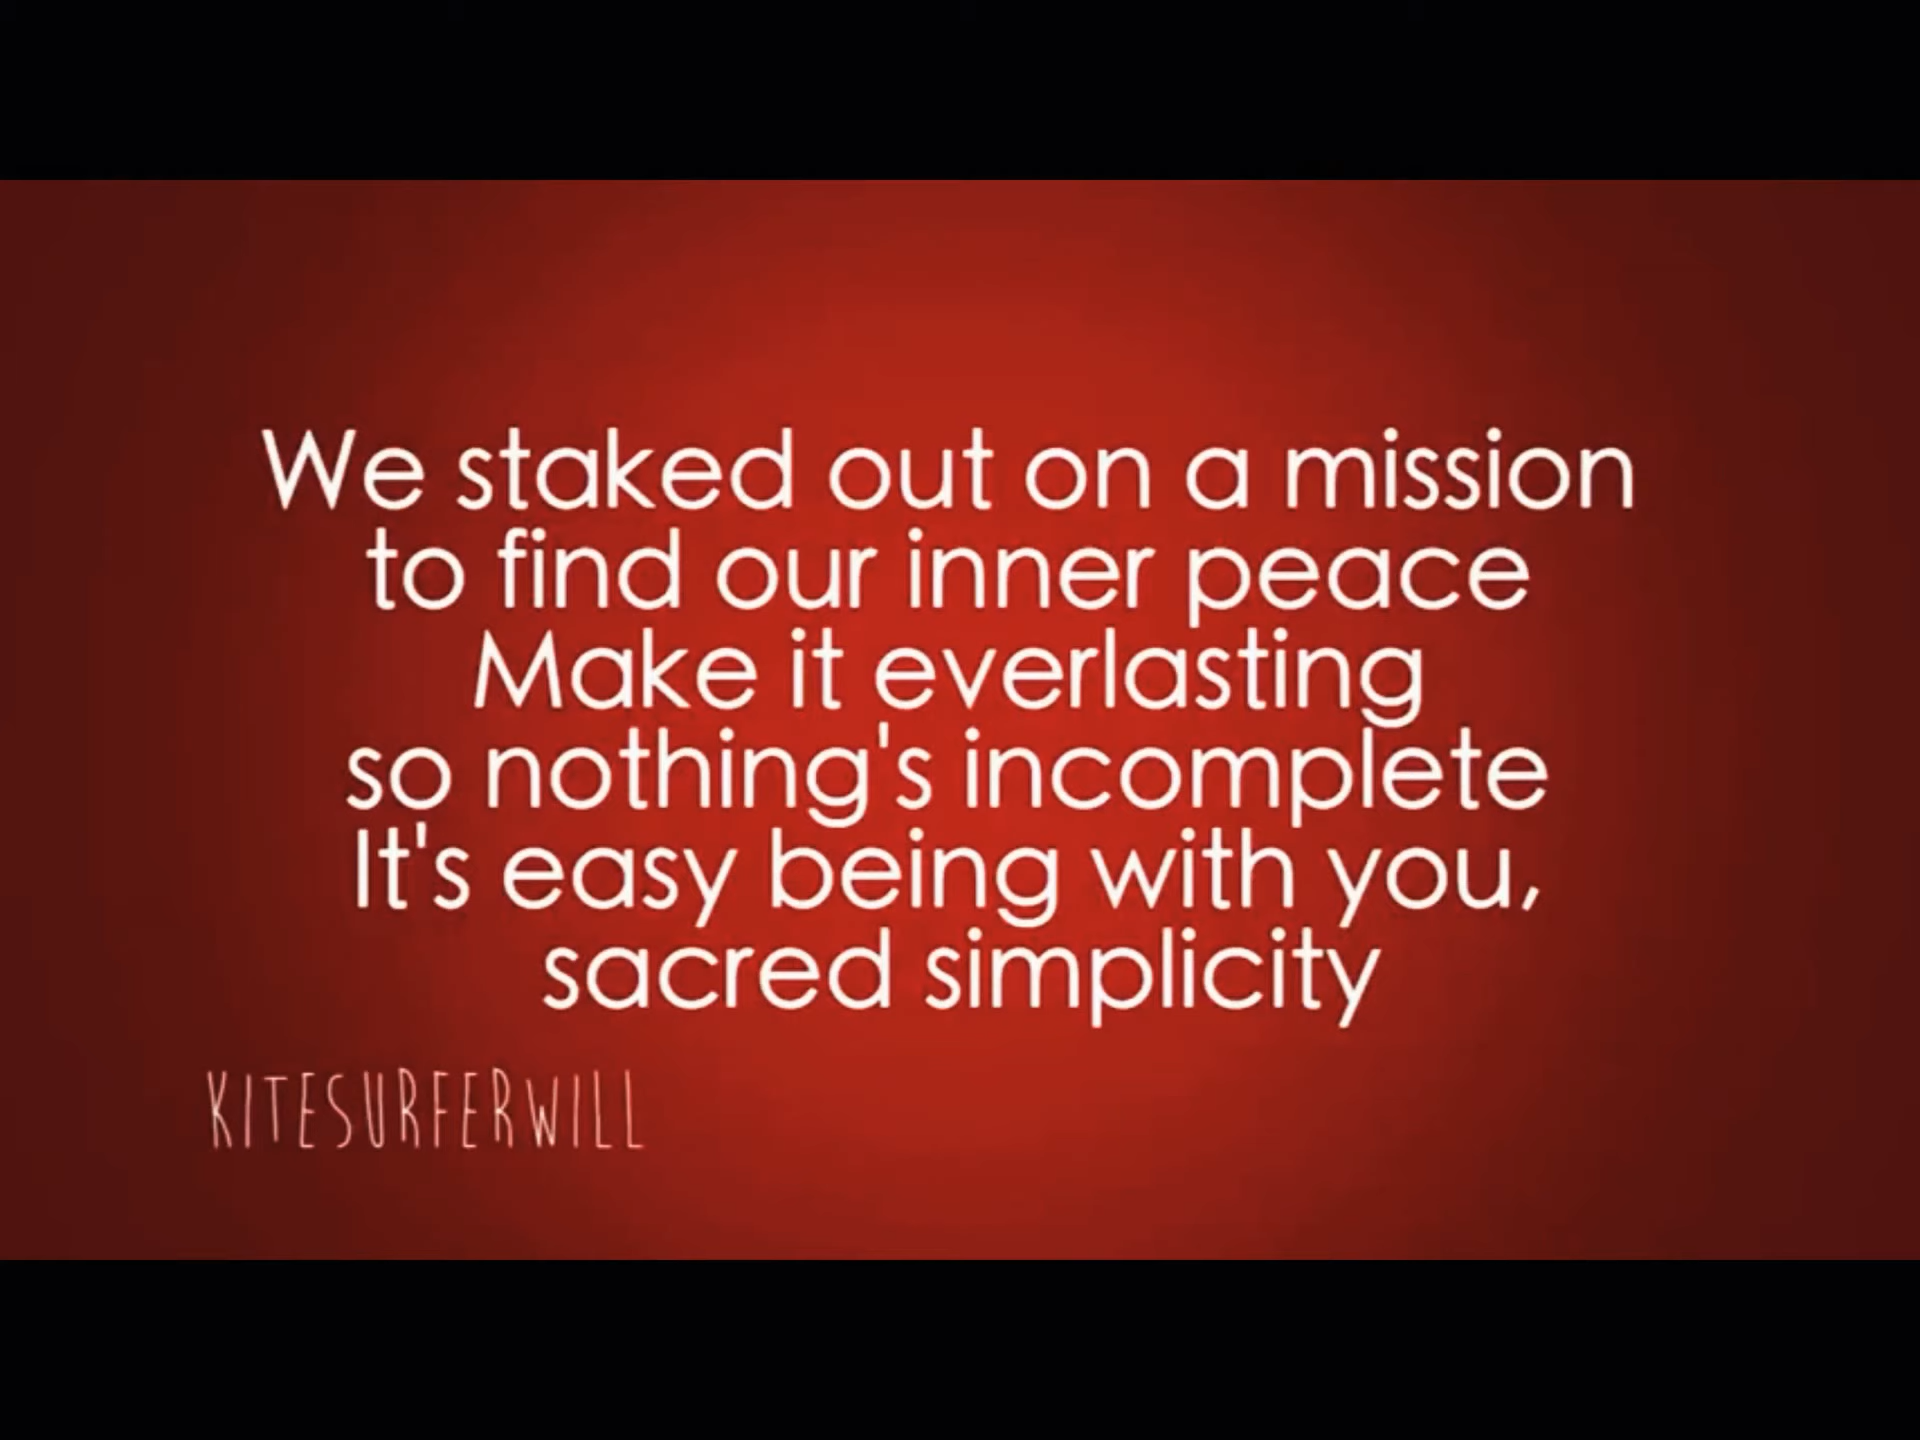 We staked out on a mission
to find our inner peace
Make it everlasting
so nothing's incomplete
It's easy being with you,
sacred simplicity
KITESURFERWILL